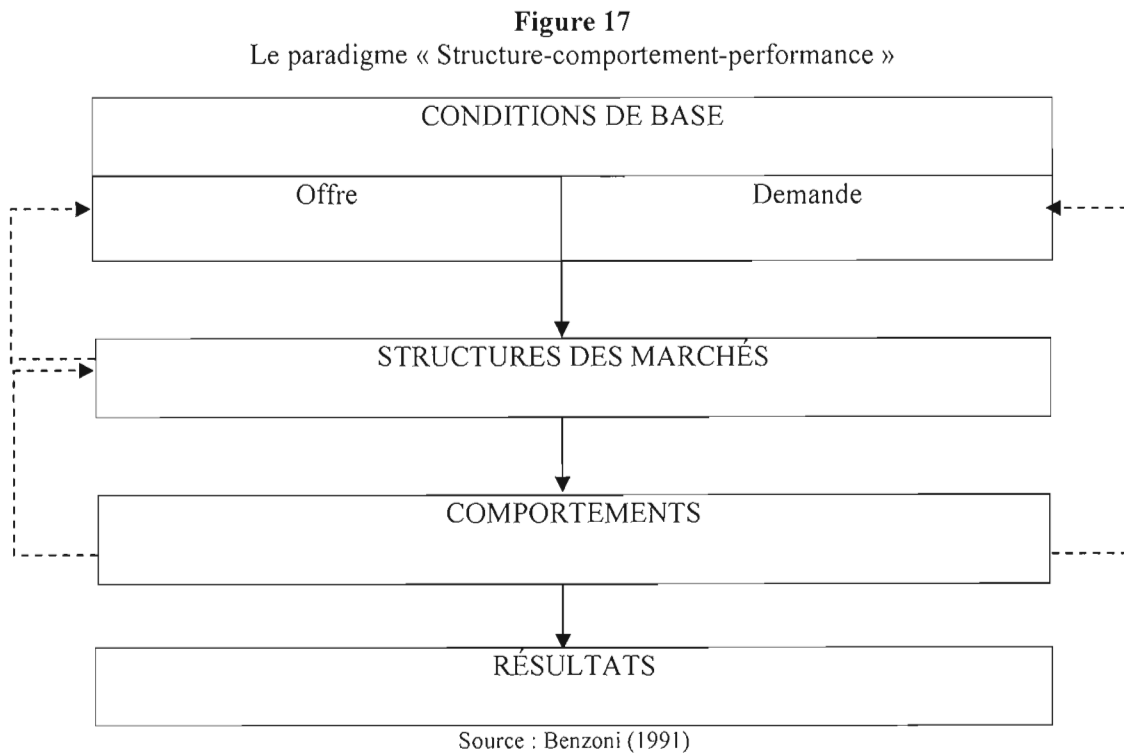 Figure 17
Le paradigme « Structure-comportement-performance »
CONDITIONS DE BASE
Offre
Demande
STRUCTURES DES MARCHÉS
COMPORTEMENTS
RÉSULTATS
Source : Benzoni (1991)